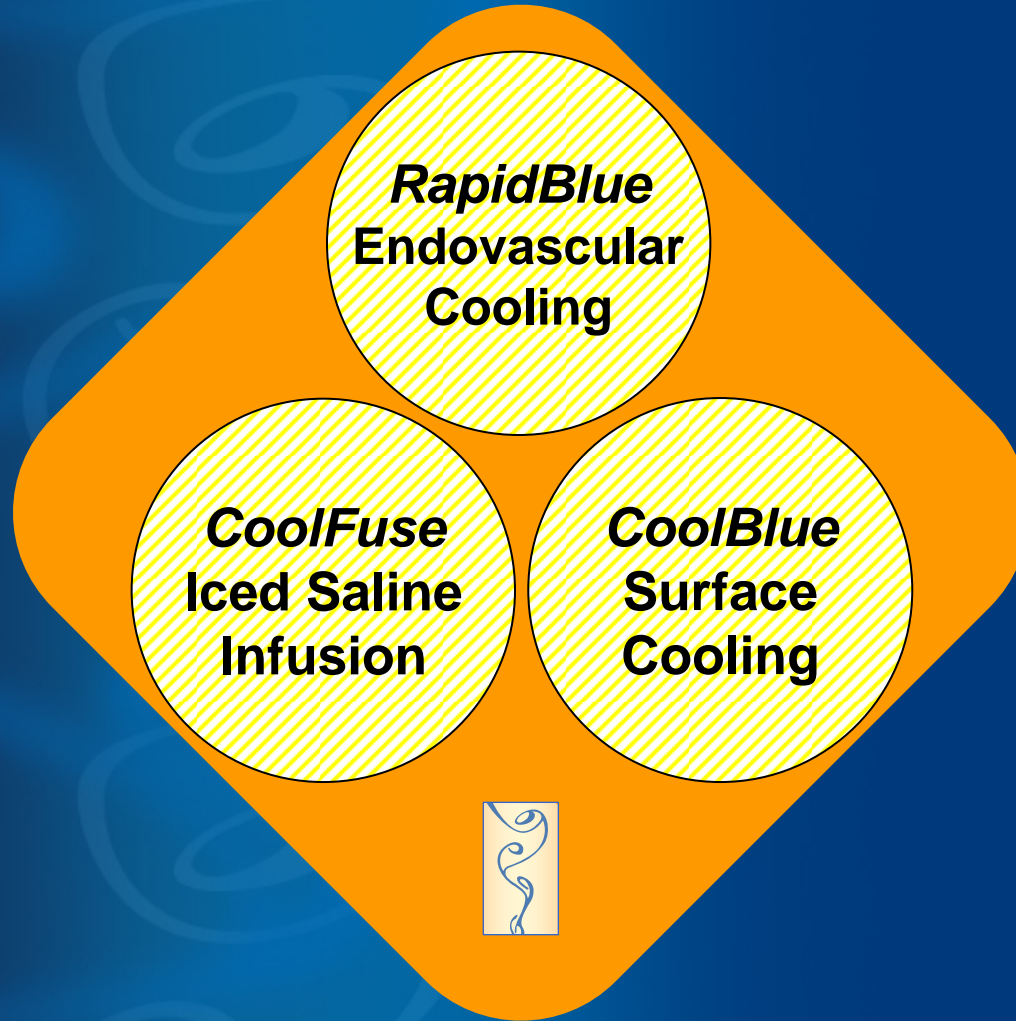 RapidBlue
Endovascular
Cooling
CoolFuse
Iced Saline
Infusion
CoolBlue
Surface
Cooling